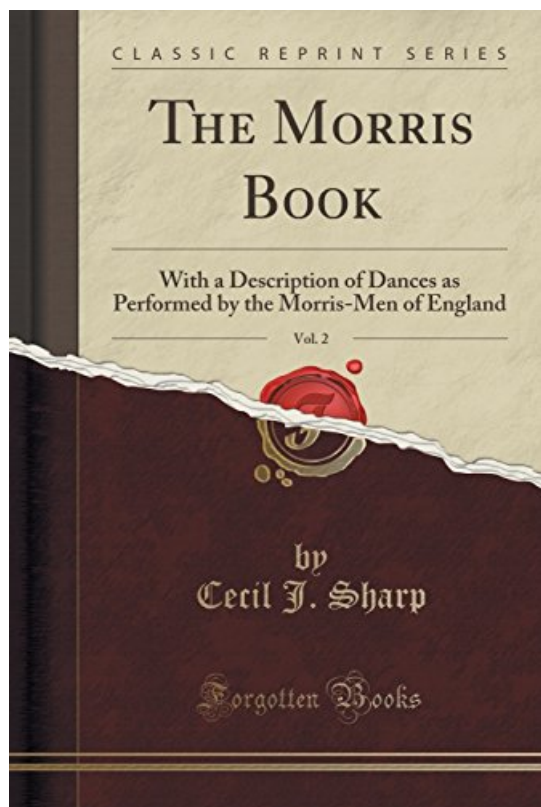 CLASSIC REPRINT SERIES
THE MORRIS
BOOK
With a Description of Dances as
Performed by the Morris-Men of England
Vol. 2
by
Cecil J. Sharp
Forgotten Books